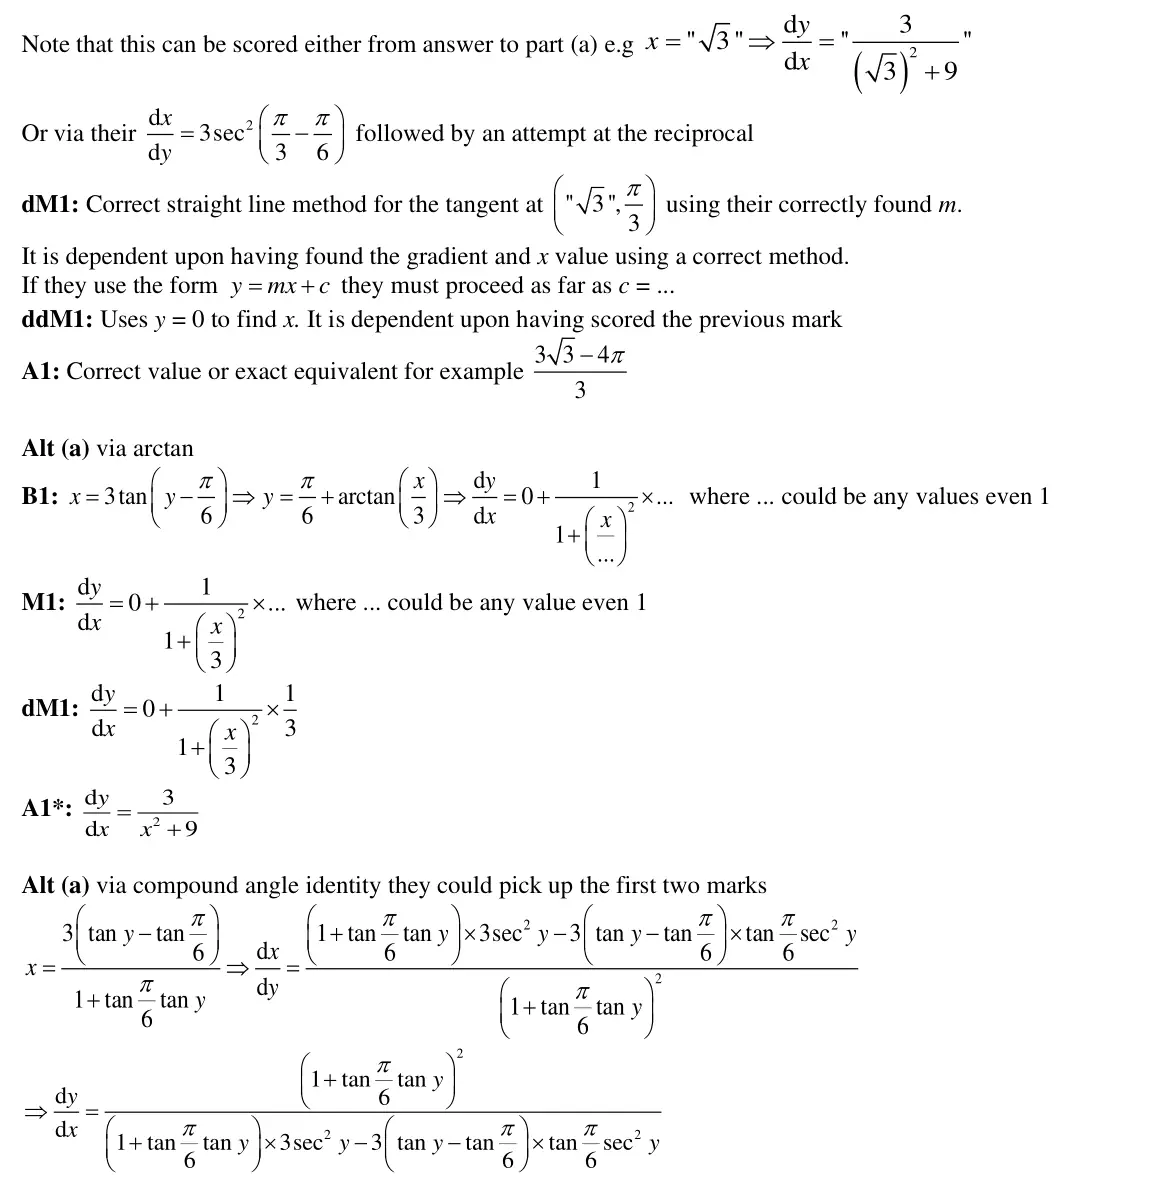 Note that this can be scored either from answer to part (a) e.g x = "√3" ⇒ dy/dx = "3/((√3)² + 9)"
Or via their dx/dy = 3sec²(π/3 − π/6) followed by an attempt at the reciprocal
dM1: Correct straight line method for the tangent at ("√3", π/3) using their correctly found m.
It is dependent upon having found the gradient and x value using a correct method.
If they use the form y = mx + c they must proceed as far as c = ...
ddM1: Uses y = 0 to find x. It is dependent upon having scored the previous mark
A1: Correct value or exact equivalent for example (3√3 − 4π)/3
Alt (a) via arctan
B1: x = 3tan(y − π/6) ⇒ y = π/6 + arctan(x/3) ⇒ dy/dx = 0 + 1/(1 + (x/...)²) × ... where ... could be any values even 1
M1: dy/dx = 0 + 1/(1 + (x/3)²) × ... where ... could be any value even 1
dM1: dy/dx = 0 + 1/(1 + (x/3)²) × 1/3
A1*: dy/dx = 3/(x² + 9)
Alt (a) via compound angle identity they could pick up the first two marks
x = 3(tan y − tan π/6)/(1 + tan π/6 tan y) ⇒ dx/dy = ((1 + tan π/6 tan y) × 3sec² y − 3(tan y − tan π/6) × tan π/6 sec² y)/(1 + tan π/6 tan y)²
⇒ dy/dx = (1 + tan π/6 tan y)²/((1 + tan π/6 tan y) × 3sec² y − 3(tan y − tan π/6) × tan π/6 sec² y)